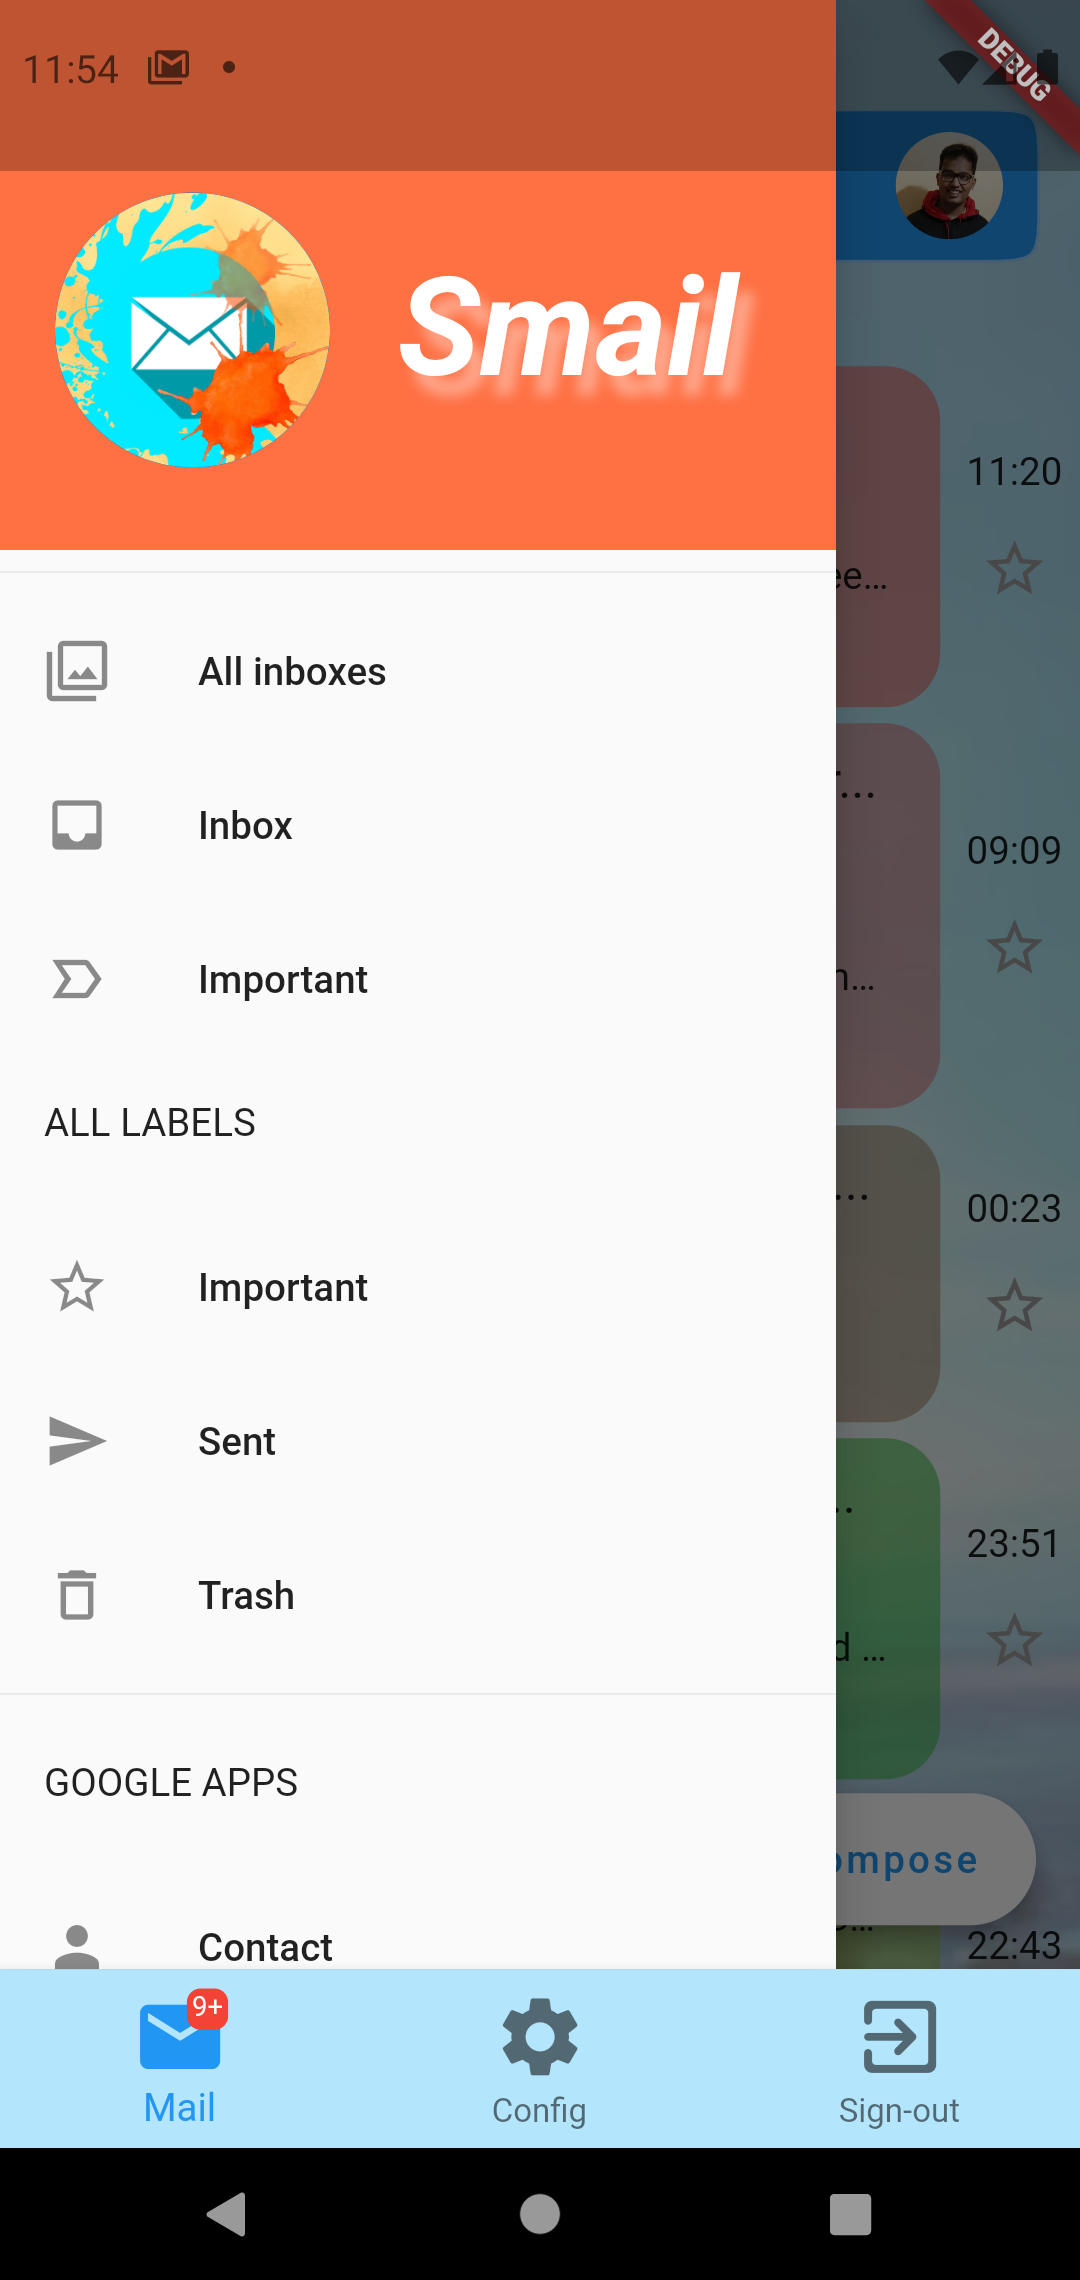 11:54
DEBUG
Smail
11:20
All inboxes
09:09
Inbox
Important
ALL LABELS
00:23
Important
Sent
23:51
Trash
GOOGLE APPS
Contact
22:43
9+
Mail
Config
Sign-out